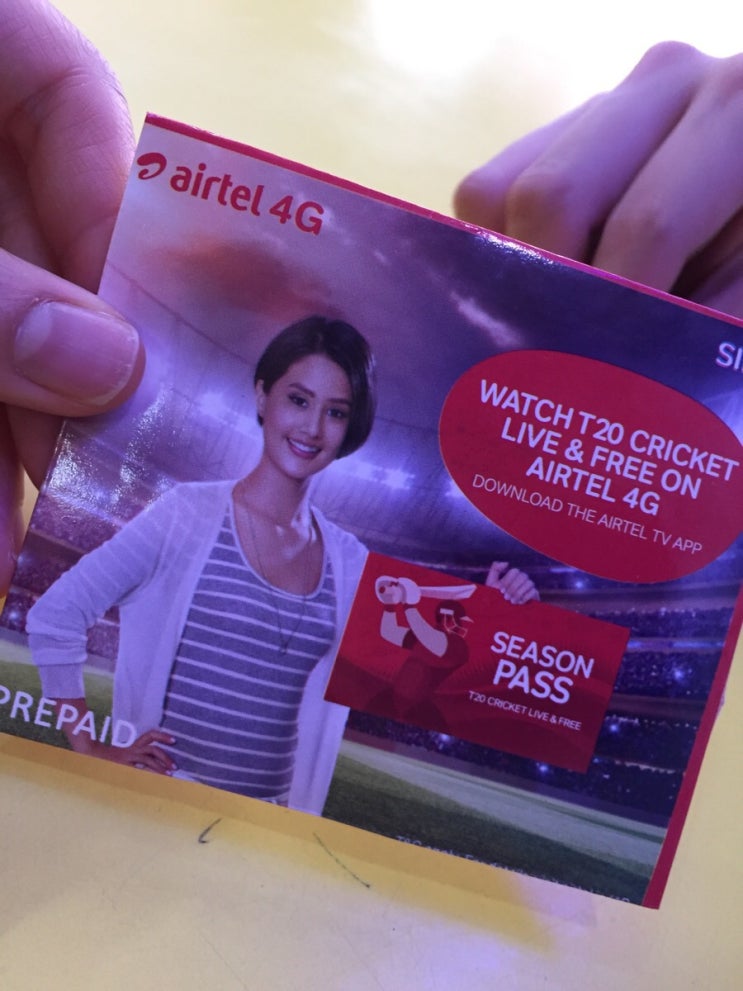 airtel 4G
WATCH T20 CRICKET
LIVE & FREE ON
AIRTEL 4G
DOWNLOAD THE AIRTEL TV APP
SEASON
PASS
T20 CRICKET LIVE & FREE
PREPAID